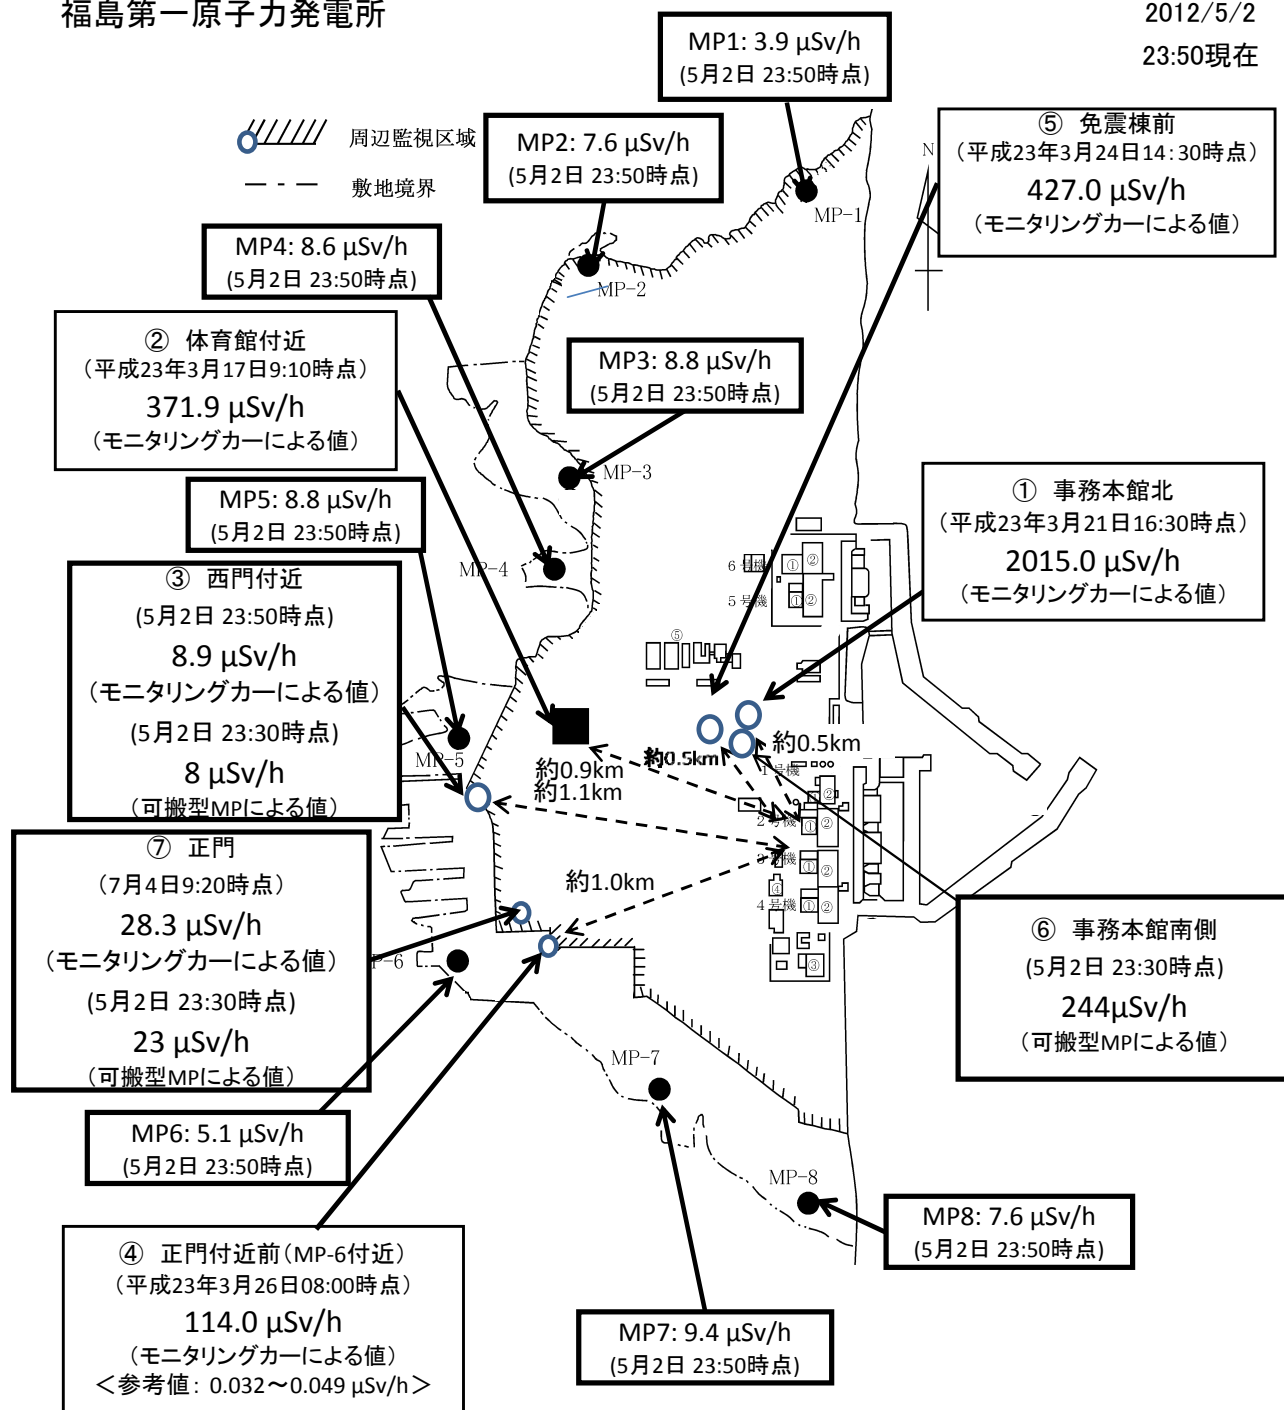 福島第一原子力発電所
2012/5/2
23:50現在
MP1: 3.9 μSv/h
(5月2日 23:50時点)
周辺監視区域
敷地境界
MP2: 7.6 μSv/h
(5月2日 23:50時点)
⑤ 免震棟前
(平成23年3月24日14:30時点)
427.0 μSv/h
(モニタリングカーによる値)
N
MP-1
MP4: 8.6 μSv/h
(5月2日 23:50時点)
MP-2
② 体育館付近
(平成23年3月17日9:10時点)
371.9 μSv/h
(モニタリングカーによる値)
MP3: 8.8 μSv/h
(5月2日 23:50時点)
MP-3
MP5: 8.8 μSv/h
(5月2日 23:50時点)
① 事務本館北
(平成23年3月21日16:30時点)
2015.0 μSv/h
(モニタリングカーによる値)
MP-4
6号機
① ②
5号機
① ②
⑤
③ 西門付近
(5月2日 23:50時点)
8.9 μSv/h
(モニタリングカーによる値)
(5月2日 23:30時点)
8 μSv/h
(可搬型MPによる値)
MP-5
約0.9km
約1.1km
約0.5km
約0.5km
1号機
① ②
2号機
① ②
3号機
① ②
4号機
① ②
④
③
約1.0km
⑦ 正門
(7月4日9:20時点)
28.3 μSv/h
(モニタリングカーによる値)
(5月2日 23:30時点)
23 μSv/h
(可搬型MPによる値)
P-6
⑥ 事務本館南側
(5月2日 23:30時点)
244μSv/h
(可搬型MPによる値)
MP-7
MP6: 5.1 μSv/h
(5月2日 23:50時点)
MP-8
MP8: 7.6 μSv/h
(5月2日 23:50時点)
④ 正門付近前(MP-6付近)
(平成23年3月26日08:00時点)
114.0 μSv/h
(モニタリングカーによる値)
＜参考値: 0.032～0.049 μSv/h＞
MP7: 9.4 μSv/h
(5月2日 23:50時点)